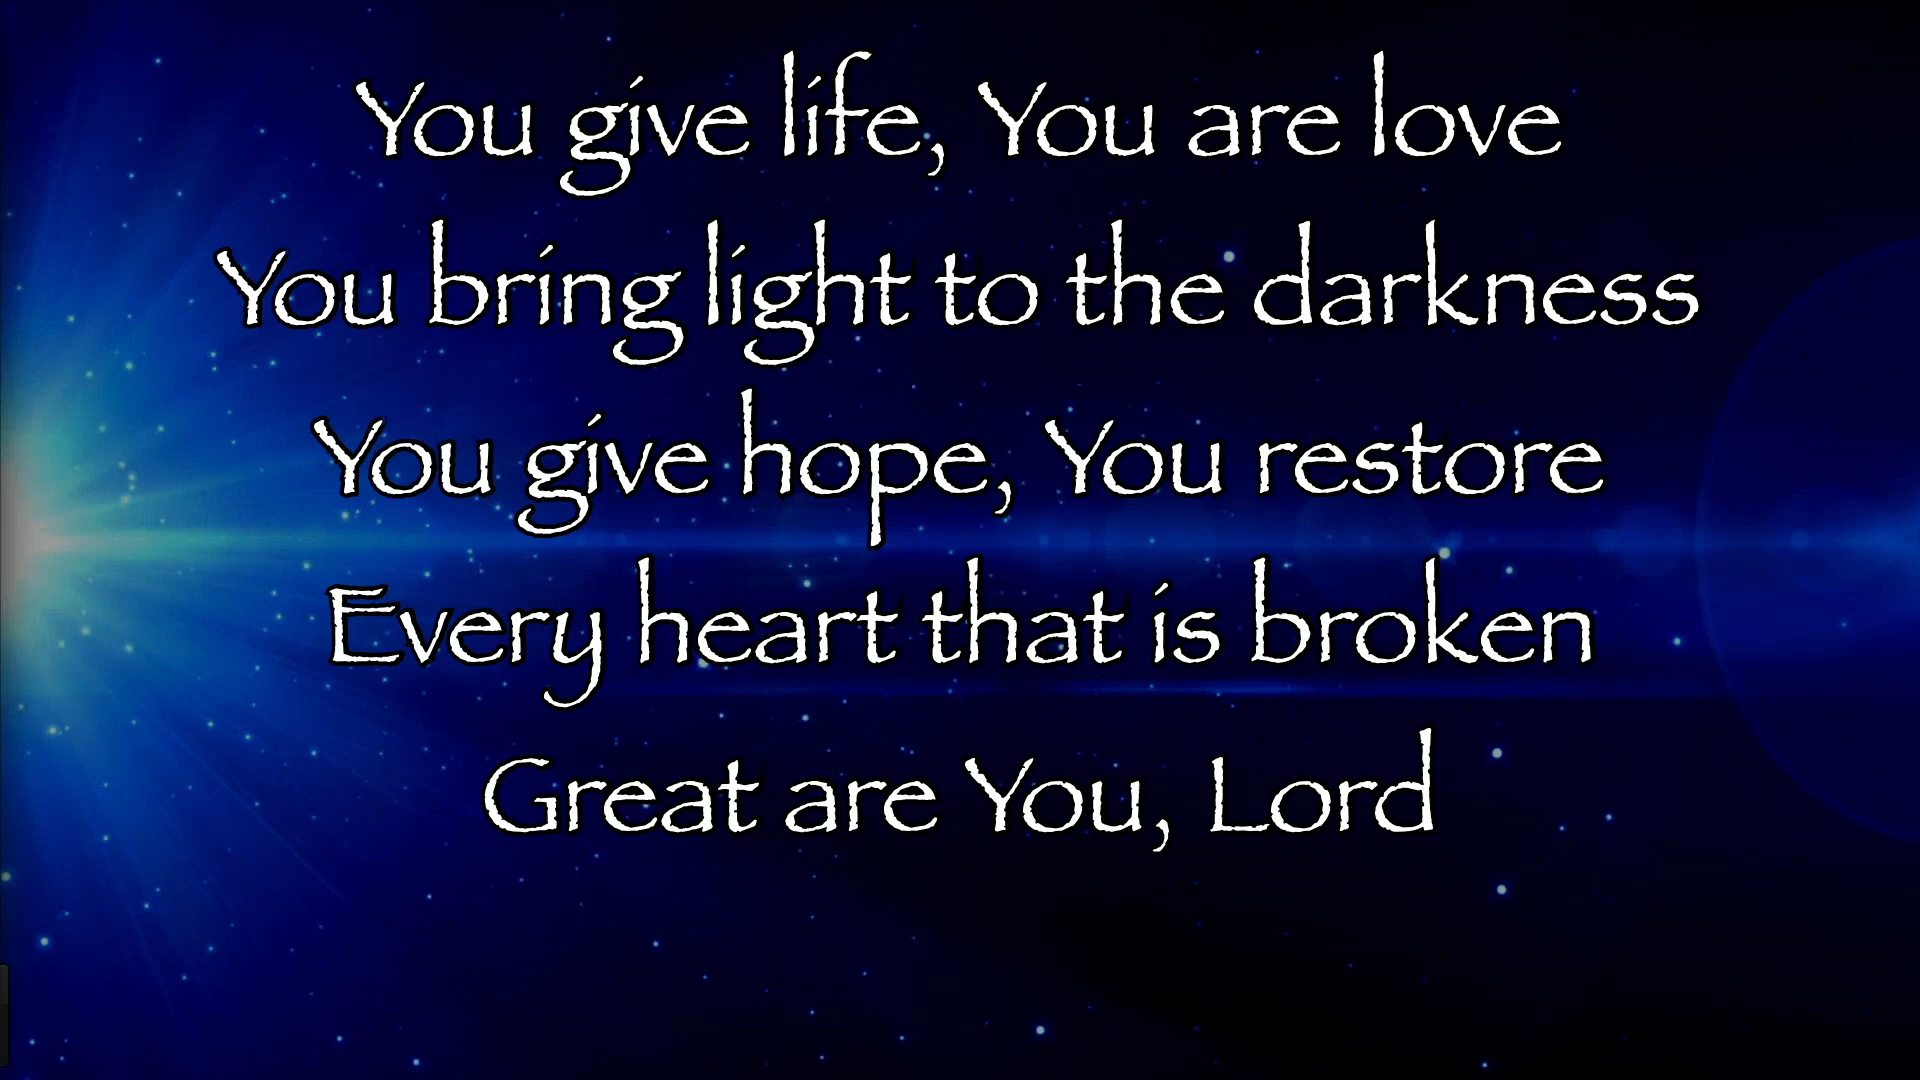 You give life, You are love
You bring light to the darkness
You give hope, You restore
Every heart that is broken
Great are You, Lord